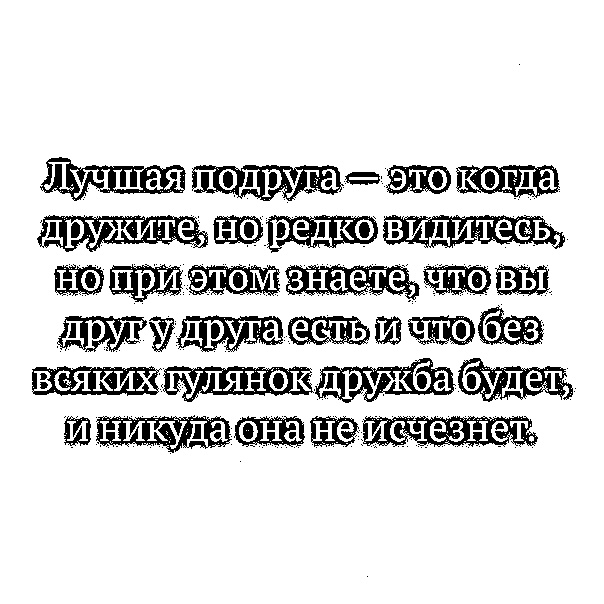 Лучшая подруга — это когда
дружите, но редко видитесь,
но при этом знаете, что вы
друг у друга есть и что без
всяких гулянок дружба будет,
и никуда она не исчезнет.